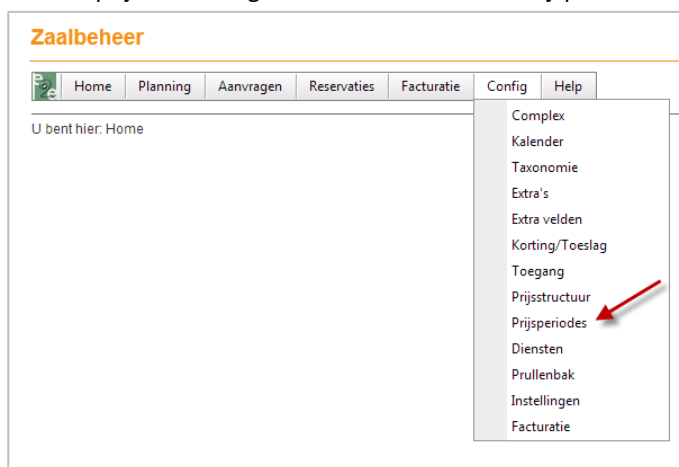 Zaalbeheer
e2e Home Planning Aanvragen Reservaties Facturatie Config Help
U bent hier: Home
Complex
Kalender
Taxonomie
Extra's
Extra velden
Korting/Toeslag
Toegang
Prijsstructuur
Prijsperiodes
Diensten
Prullenbak
Instellingen
Facturatie